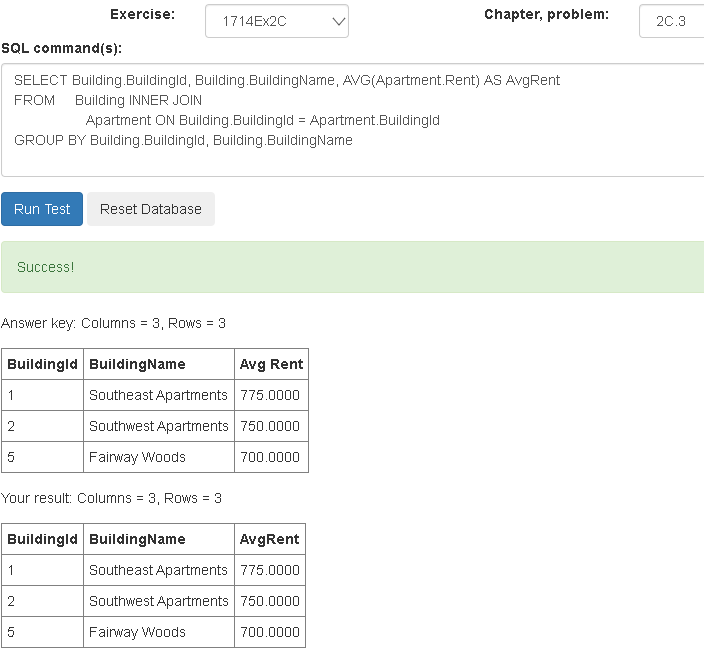 Exercise: 1714Ex2C Chapter, problem: 2C.3
SQL command(s):
SELECT Building.BuildingId, Building.BuildingName, AVG(Apartment.Rent) AS AvgRent
FROM Building INNER JOIN
Apartment ON Building.BuildingId = Apartment.BuildingId
GROUP BY Building.BuildingId, Building.BuildingName
Run Test Reset Database
Success!
Answer key: Columns = 3, Rows = 3
BuildingId BuildingName Avg Rent
1 Southeast Apartments 775.0000
2 Southwest Apartments 750.0000
5 Fairway Woods 700.0000
Your result: Columns = 3, Rows = 3
BuildingId BuildingName AvgRent
1 Southeast Apartments 775.0000
2 Southwest Apartments 750.0000
5 Fairway Woods 700.0000